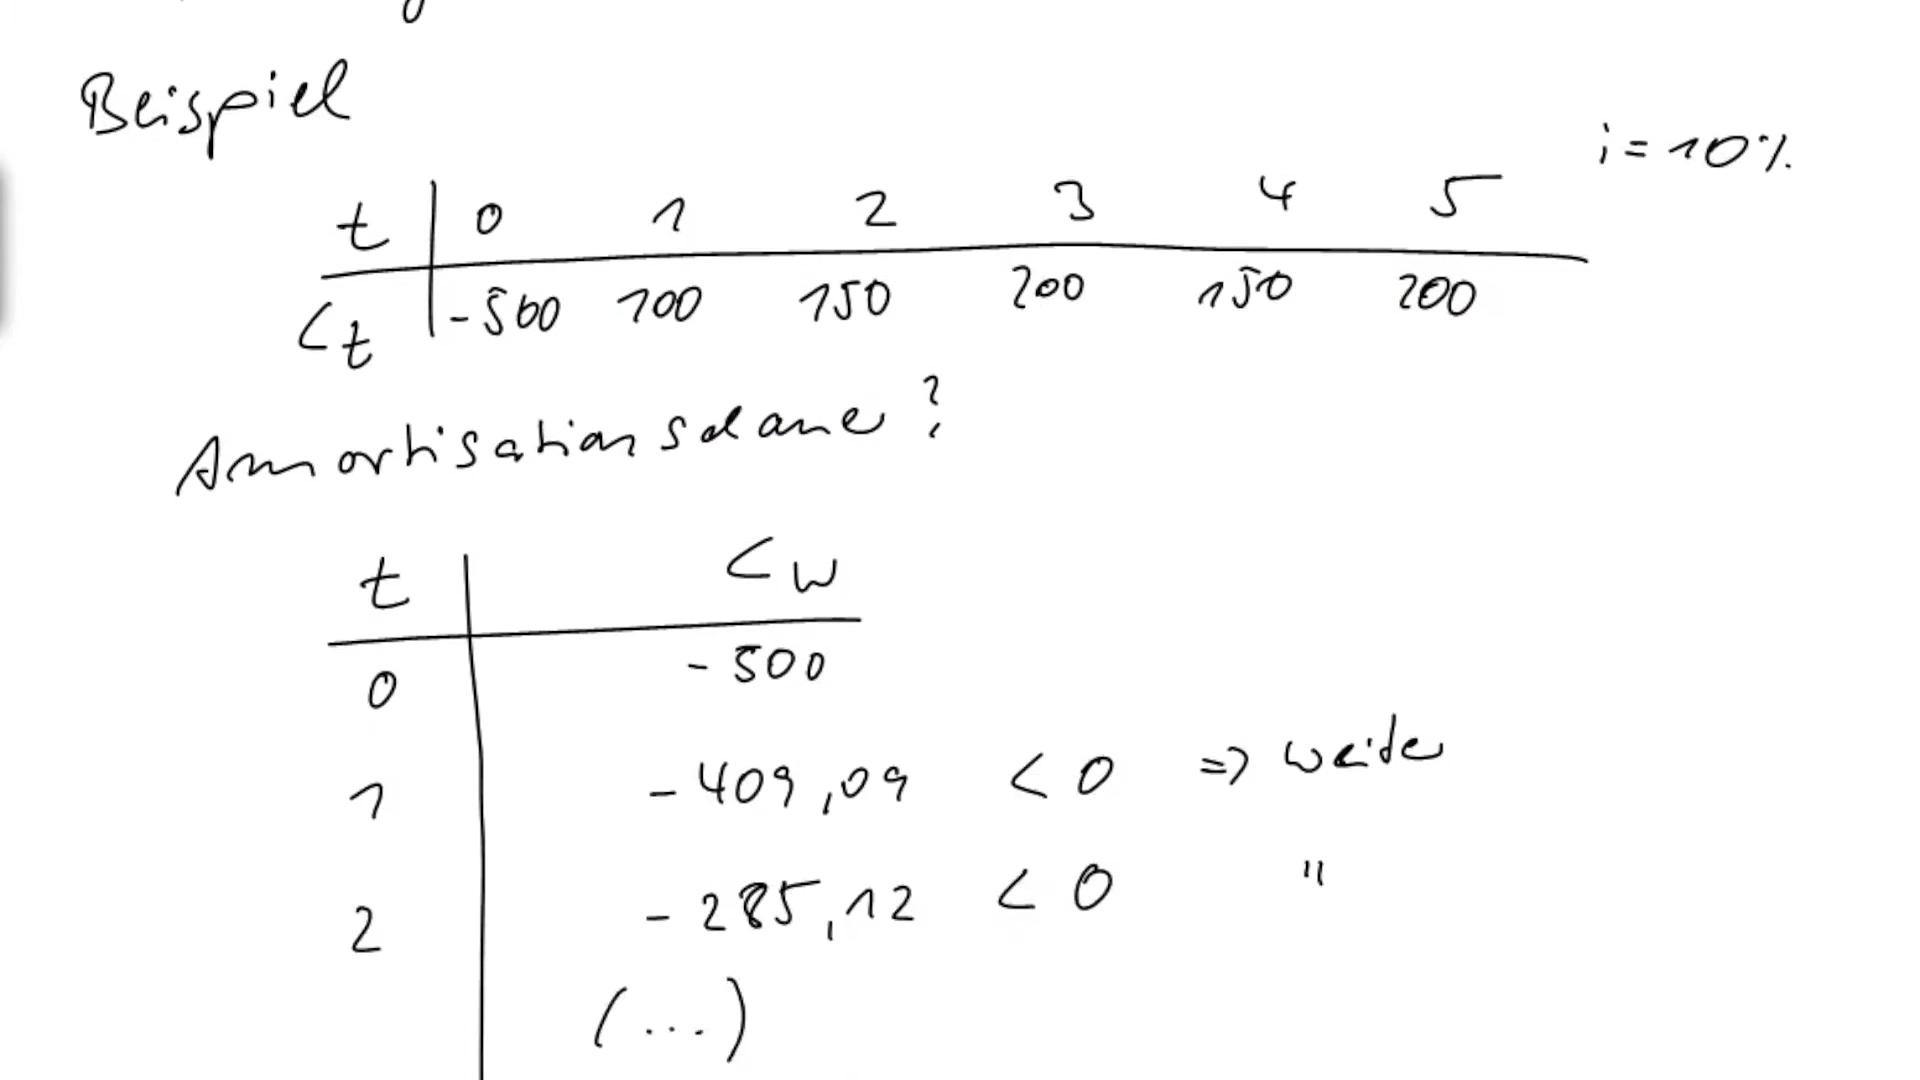 Beispiel
i = 10%
t | 0 1 2 3 4 5
Ct | -500 100 150 200 150 200
Amortisationsdauer?
t | Cw
0 | -500
1 | -409,09 < 0 => weiter
2 | -285,12 < 0 "
(...)